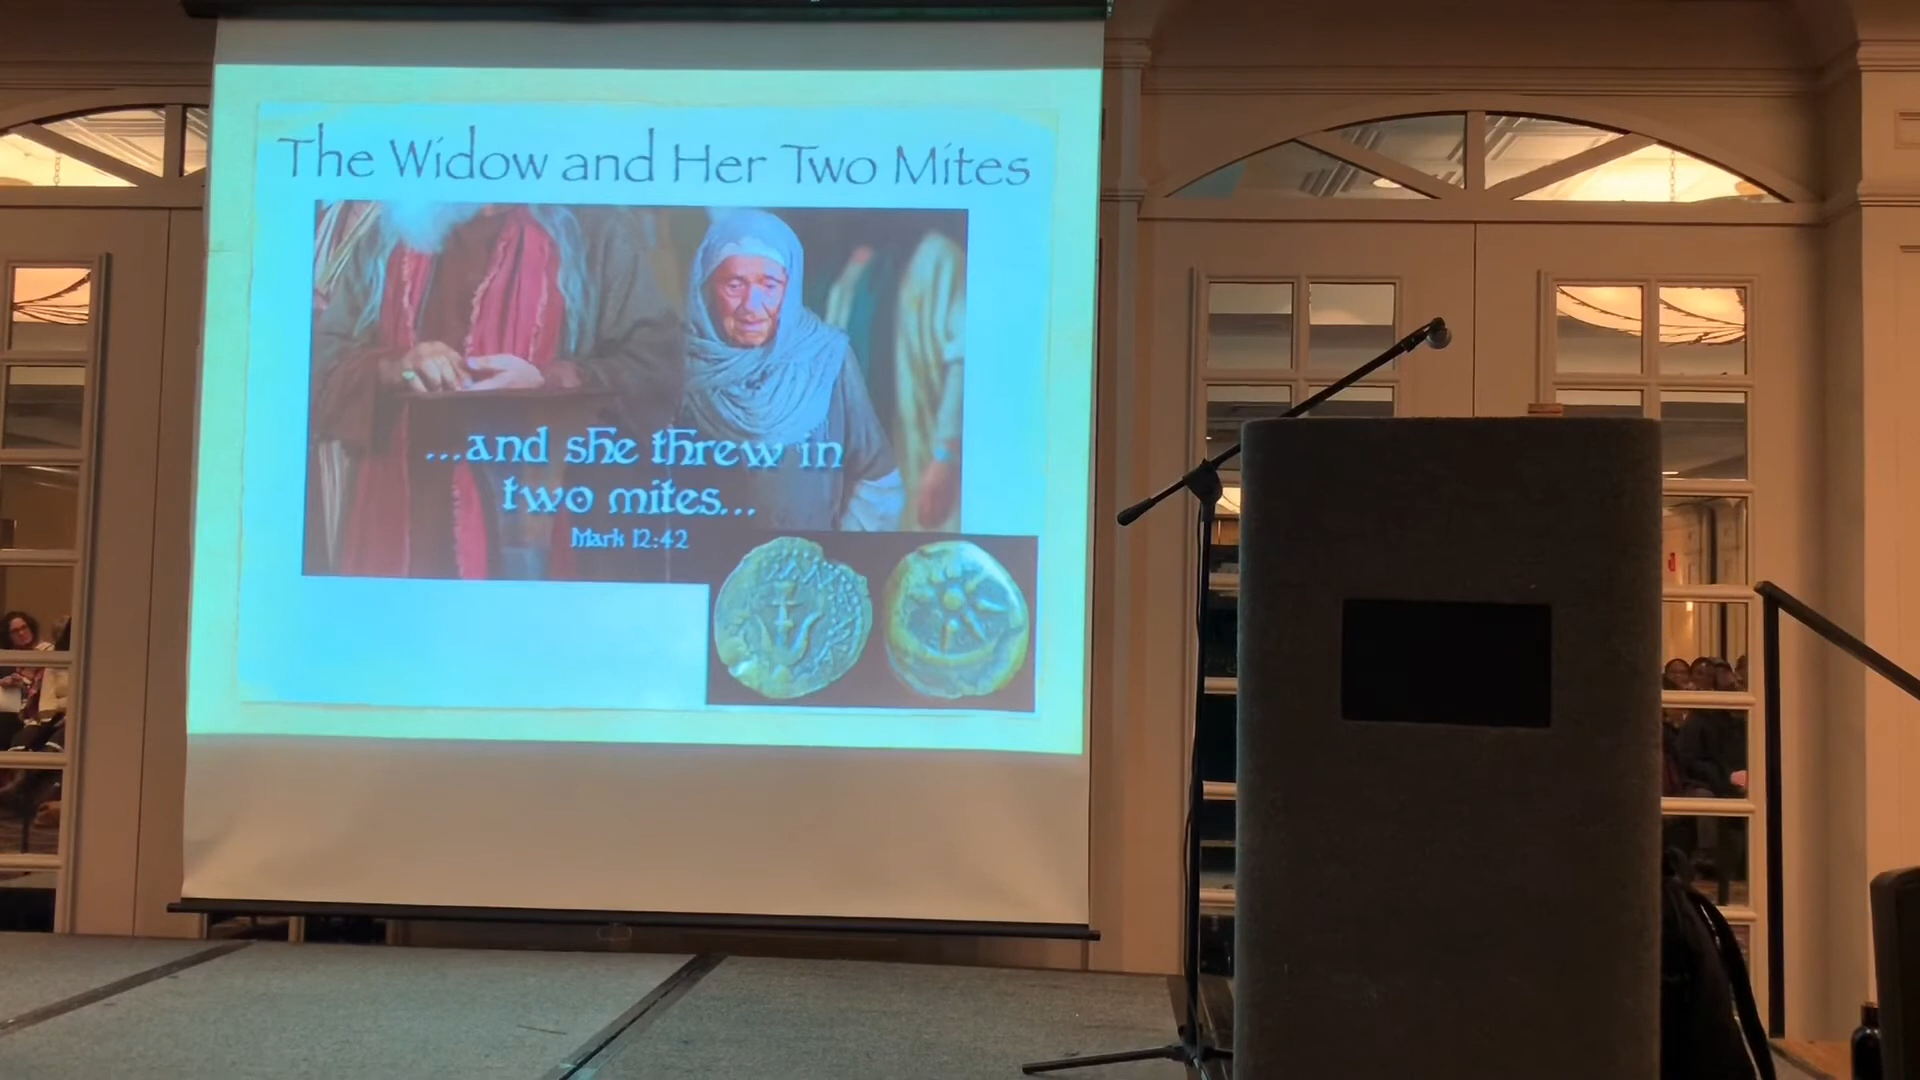 The Widow and Her Two Mites
...and she threw in
two mites...
Mark 12:42